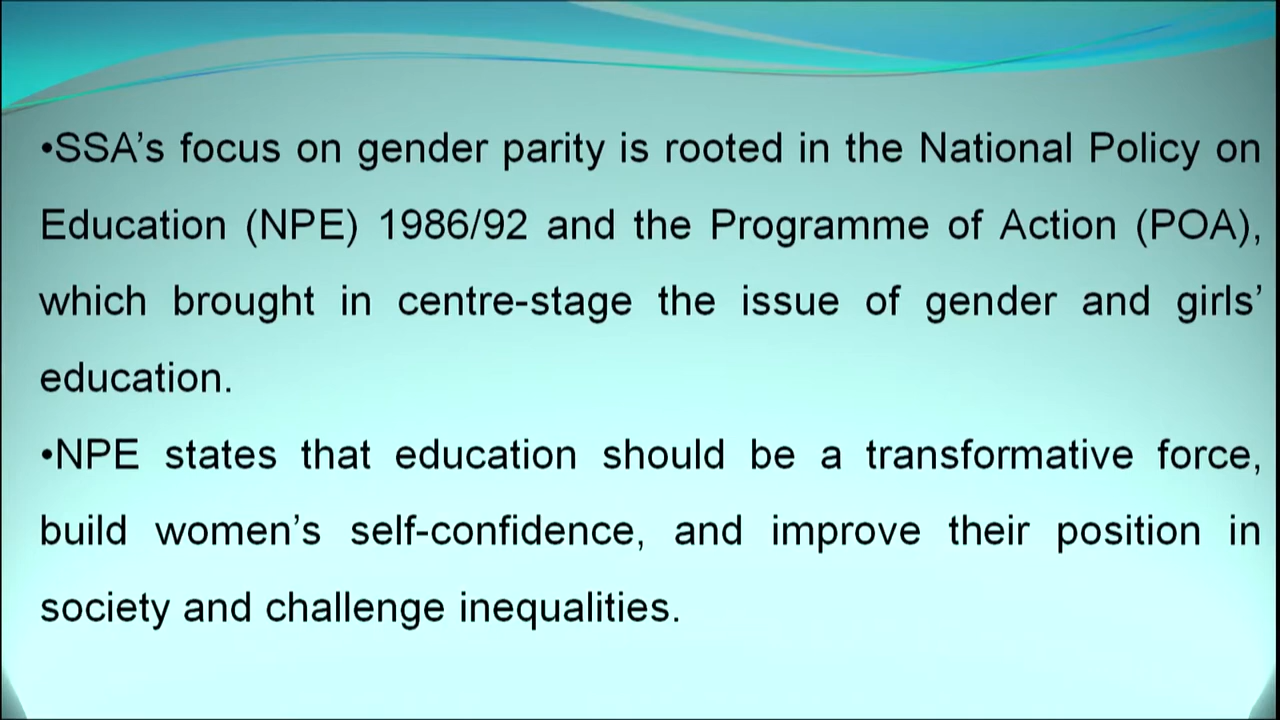 •SSA’s focus on gender parity is rooted in the National Policy on
Education (NPE) 1986/92 and the Programme of Action (POA),
which brought in centre-stage the issue of gender and girls’
education.
•NPE states that education should be a transformative force,
build women’s self-confidence, and improve their position in
society and challenge inequalities.